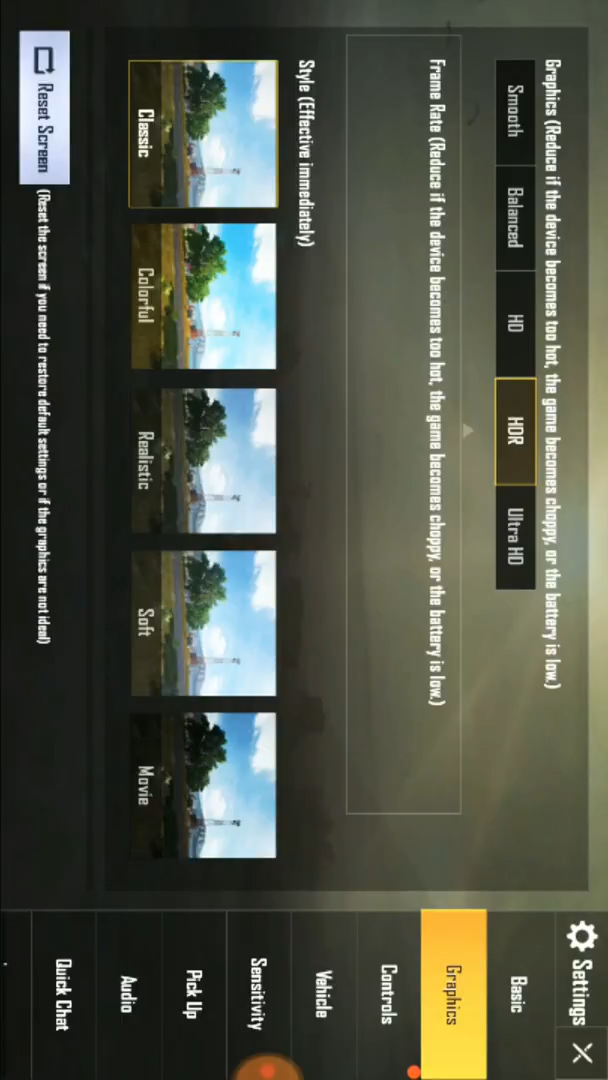 Graphics (Reduce if the device becomes too hot, the game becomes choppy, or the battery is low.)
Smooth
Balanced
HD
HDR
Ultra HD
Frame Rate (Reduce if the device becomes too hot, the game becomes choppy, or the battery is low.)
Style (Effective immediately)
Classic
Colorful
Realistic
Soft
Movie
Reset Screen
(Reset the screen if you need to restore default settings or if the graphics are not ideal)
Settings
Basic
Graphics
Controls
Vehicle
Sensitivity
Pick Up
Audio
Quick Chat